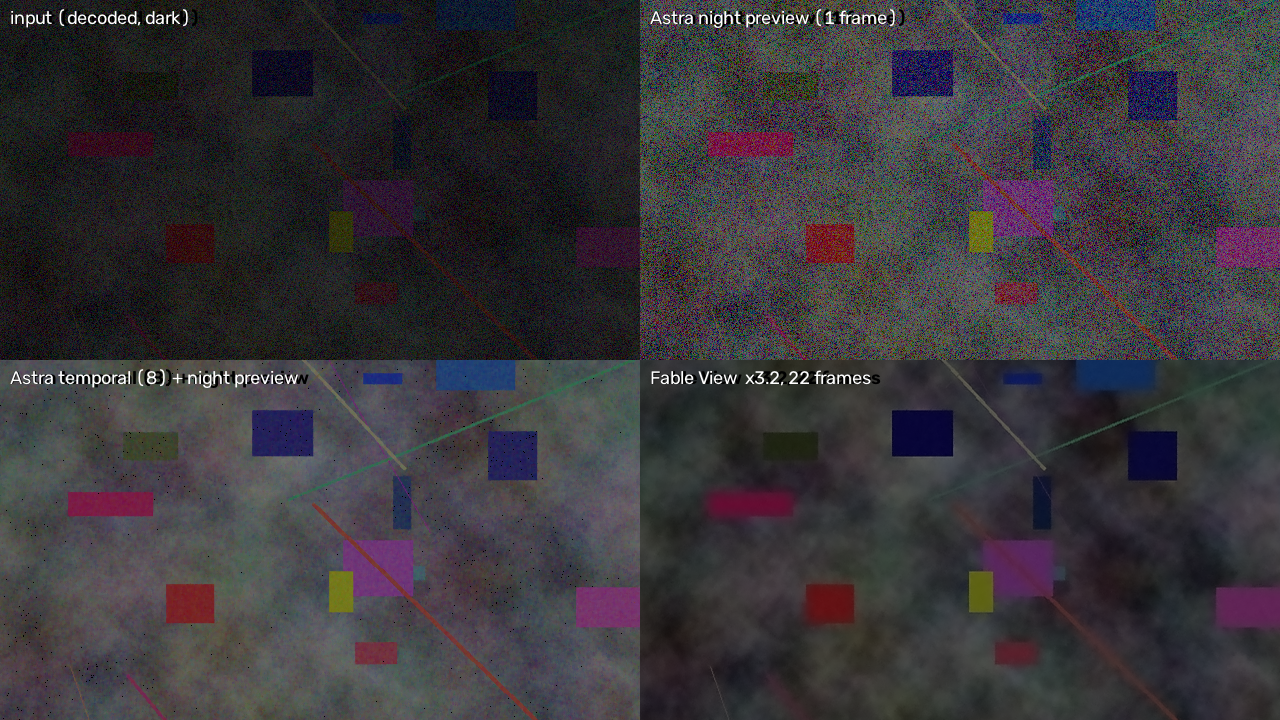 input (decoded, dark)
Astra night preview (1 frame)
Astra temporal (8) + night preview
Fable View x3.2, 22 frames